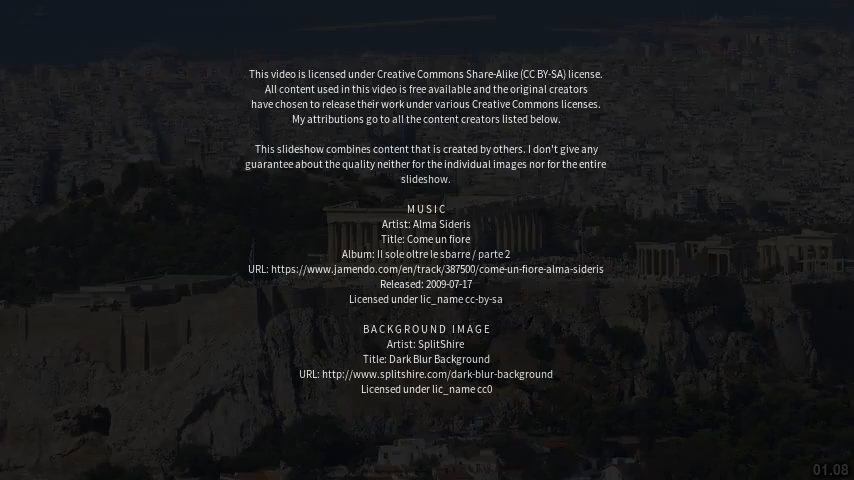 This video is licensed under Creative Commons Share-Alike (CC BY-SA) license.
All content used in this video is free available and the original creators
have chosen to release their work under various Creative Commons licenses.
My attributions go to all the content creators listed below.
This slideshow combines content that is created by others. I don't give any
guarantee about the quality neither for the individual images nor for the entire
slideshow.
MUSIC
Artist: Alma Sideris
Title: Come un fiore
Album: Il sole oltre le sbarre / parte 2
URL: https://www.jamendo.com/en/track/387500/come-un-fiore-alma-sideris
Released: 2009-07-17
Licensed under lic_name cc-by-sa
BACKGROUND IMAGE
Artist: SplitShire
Title: Dark Blur Background
URL: http://www.splitshire.com/dark-blur-background
Licensed under lic_name cc0
01.08